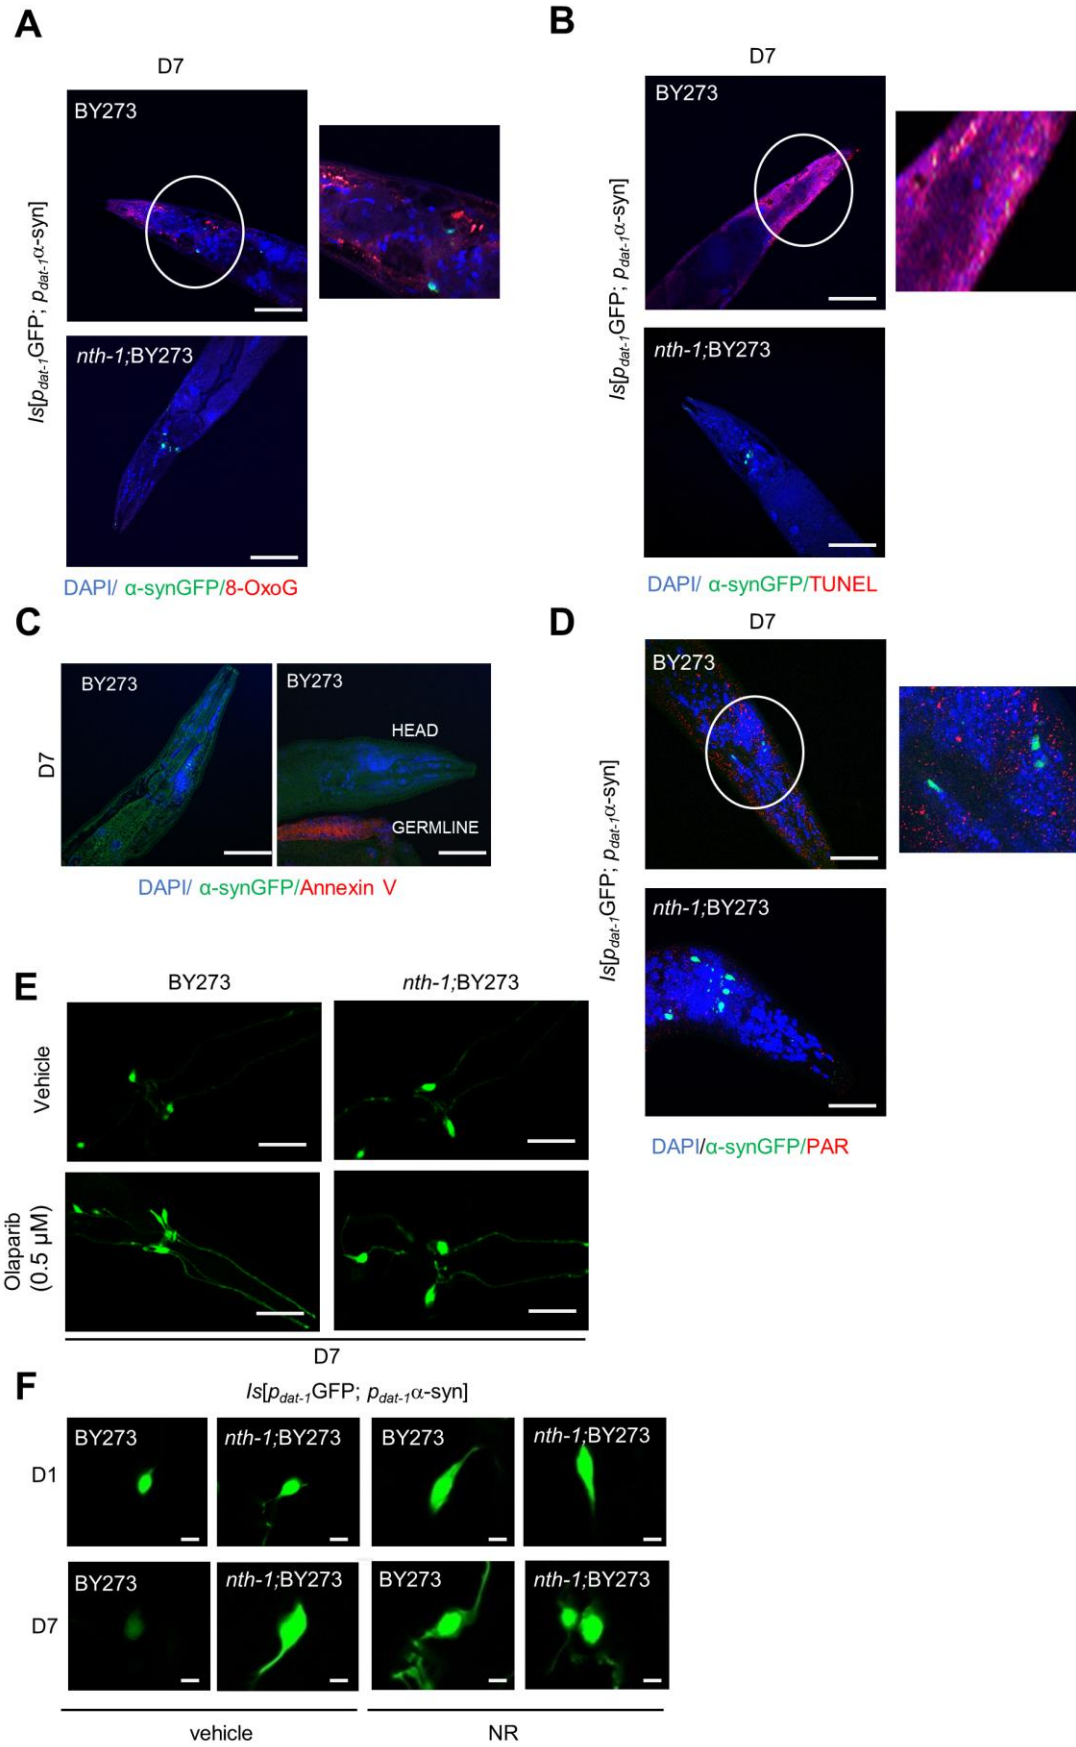 A
D7
BY273
Is[pdat-1GFP; pdat-1α-syn]
nth-1;BY273
DAPI/ α-synGFP/8-OxoG
B
D7
BY273
Is[pdat-1GFP; pdat-1α-syn]
nth-1;BY273
DAPI/ α-synGFP/TUNEL
C
D7
BY273
BY273
HEAD
GERMLINE
DAPI/ α-synGFP/Annexin V
D
D7
BY273
Is[pdat-1GFP; pdat-1α-syn]
nth-1;BY273
DAPI/α-synGFP/PAR
E
BY273
nth-1;BY273
Vehicle
Olaparib
(0.5 µM)
D7
F
Is[pdat-1GFP; pdat-1α-syn]
D1
BY273
nth-1;BY273
BY273
nth-1;BY273
D7
BY273
nth-1;BY273
BY273
nth-1;BY273
vehicle
NR